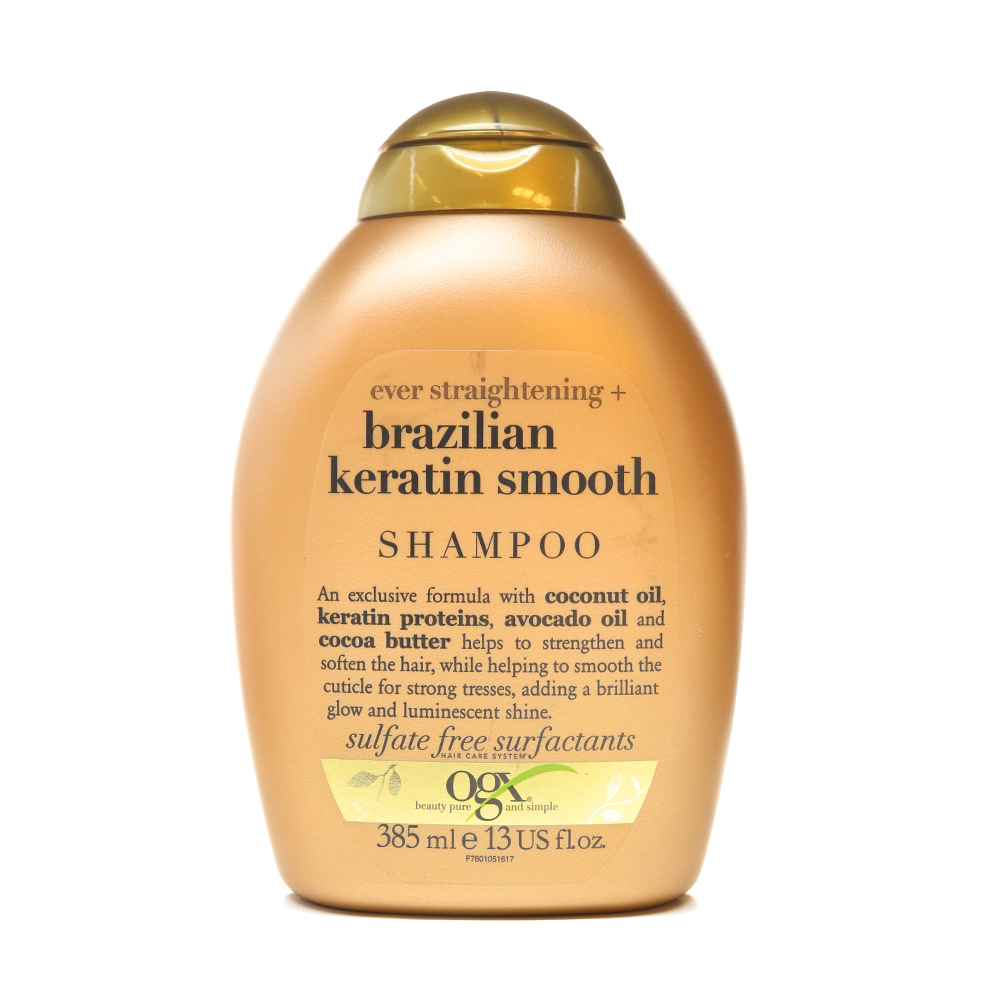 ever straightening +
brazilian
keratin smooth
SHAMPOO
An exclusive formula with coconut oil,
keratin proteins, avocado oil and
cocoa butter helps to strengthen and
soften the hair, while helping to smooth the
cuticle for strong tresses, adding a brilliant
glow and luminescent shine.
sulfate free surfactants
HAIR CARE SYSTEM™
ogx®
beauty pure and simple
385 ml e 13 US fl.oz.
F7801051617